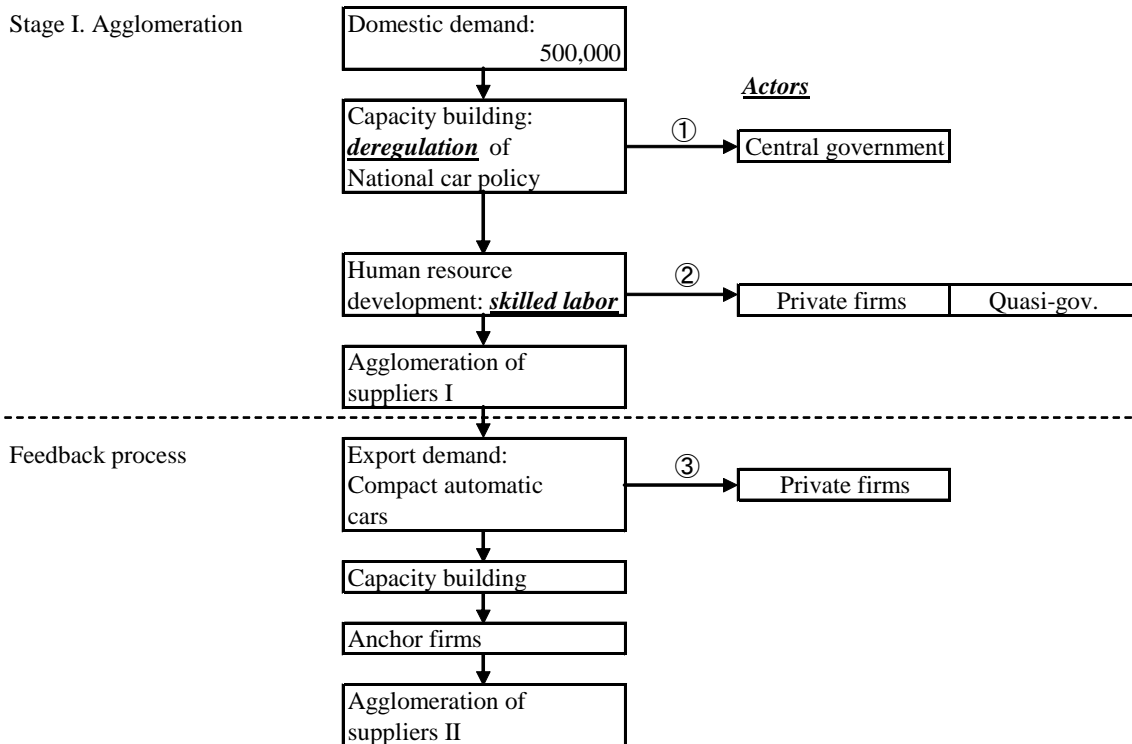 Stage I. Agglomeration
Domestic demand:
500,000
Actors
Capacity building:
deregulation of
National car policy
①
Central government
Human resource
development: skilled labor
②
Private firms
Quasi-gov.
Agglomeration of
suppliers I
Feedback process
Export demand:
Compact automatic
cars
③
Private firms
Capacity building
Anchor firms
Agglomeration of
suppliers II